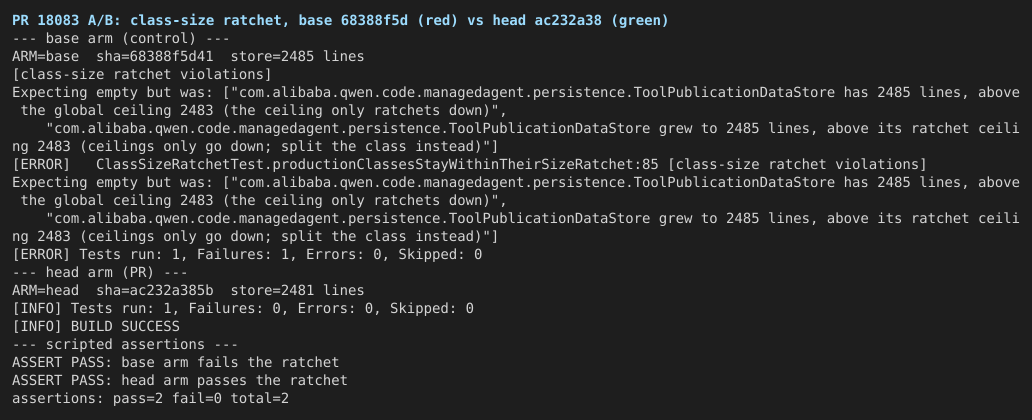 PR 18083 A/B: class-size ratchet, base 68388f5d (red) vs head ac232a38 (green)
--- base arm (control) ---
ARM=base  sha=68388f5d41  store=2485 lines
[class-size ratchet violations]
Expecting empty but was: ["com.alibaba.qwen.code.managedagent.persistence.ToolPublicationDataStore has 2485 lines, above
 the global ceiling 2483 (the ceiling only ratchets down)",
    "com.alibaba.qwen.code.managedagent.persistence.ToolPublicationDataStore grew to 2485 lines, above its ratchet ceili
ng 2483 (ceilings only go down; split the class instead)"]
[ERROR]   ClassSizeRatchetTest.productionClassesStayWithinTheirSizeRatchet:85 [class-size ratchet violations]
Expecting empty but was: ["com.alibaba.qwen.code.managedagent.persistence.ToolPublicationDataStore has 2485 lines, above
 the global ceiling 2483 (the ceiling only ratchets down)",
    "com.alibaba.qwen.code.managedagent.persistence.ToolPublicationDataStore grew to 2485 lines, above its ratchet ceili
ng 2483 (ceilings only go down; split the class instead)"]
[ERROR] Tests run: 1, Failures: 1, Errors: 0, Skipped: 0
--- head arm (PR) ---
ARM=head  sha=ac232a385b  store=2481 lines
[INFO] Tests run: 1, Failures: 0, Errors: 0, Skipped: 0
[INFO] BUILD SUCCESS
--- scripted assertions ---
ASSERT PASS: base arm fails the ratchet
ASSERT PASS: head arm passes the ratchet
assertions: pass=2 fail=0 total=2